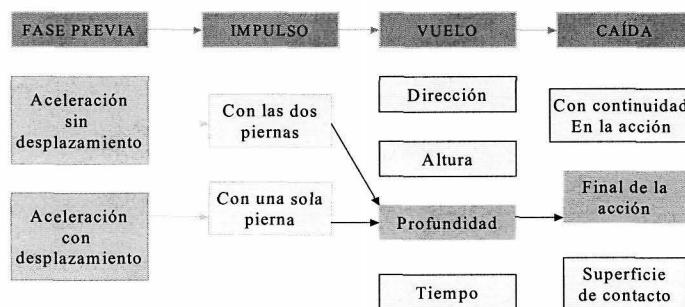 FASE PREVIA
IMPULSO
VUELO
CAÍDA
Aceleración
sin
desplazamiento
Aceleración
con
desplazamiento
Con las dos
piernas
Con una sola
pierna
Dirección
Altura
Profundidad
Tiempo
Con continuidad
En la acción
Final de la
acción
Superficie
de contacto